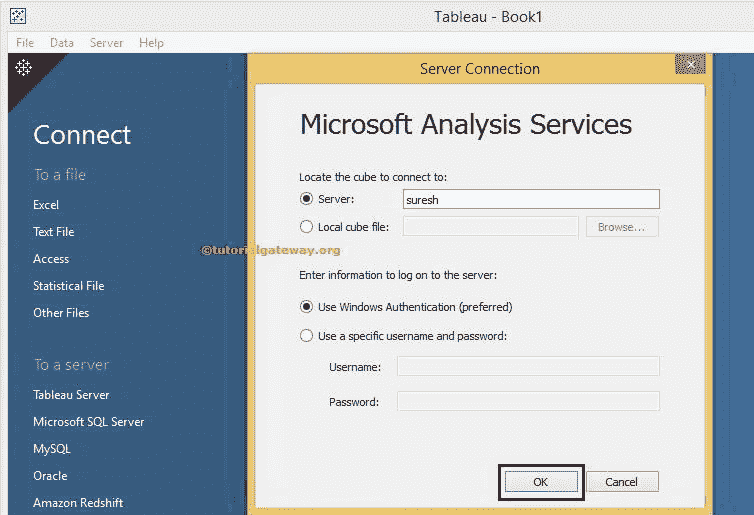 Tableau - Book1
File Data Server Help
Server Connection
Connect
To a file
Excel
Text File
Access
Statistical File
Other Files
To a server
Tableau Server
Microsoft SQL Server
MySQL
Oracle
Amazon Redshift
Microsoft Analysis Services
Locate the cube to connect to:
Server: suresh
Local cube file: Browse...
©tutorialgateway.org
Enter information to log on to the server:
Use Windows Authentication (preferred)
Use a specific username and password:
Username:
Password:
OK Cancel